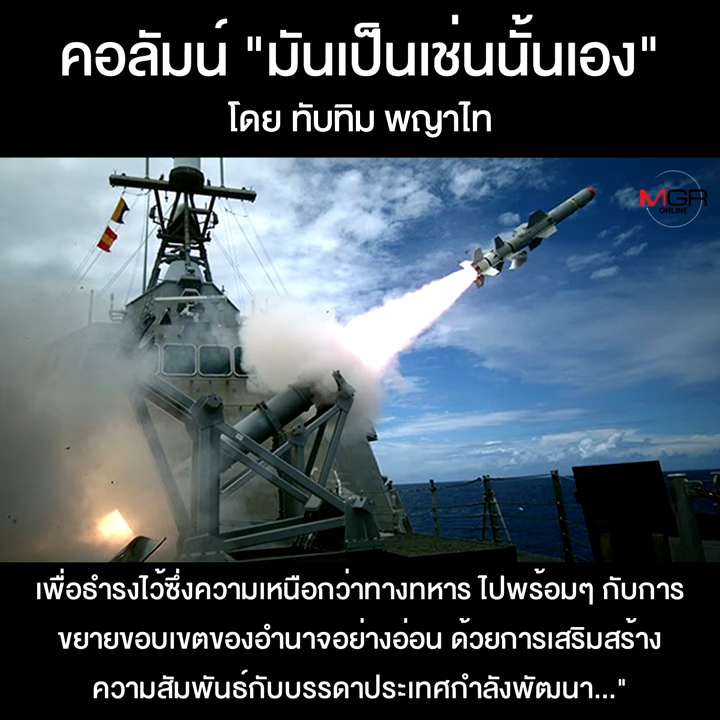 คอลัมน์ "มันเป็นเช่นนั้นเอง"
โดย ทับทิม พญาไท
MGR
ONLINE
เพื่อธำรงไว้ซึ่งความเหนือกว่าทางทหาร ไปพร้อมๆ กับการ
ขยายขอบเขตของอำนาจอย่างอ่อน ด้วยการเสริมสร้าง
ความสัมพันธ์กับบรรดาประเทศกำลังพัฒนา..."